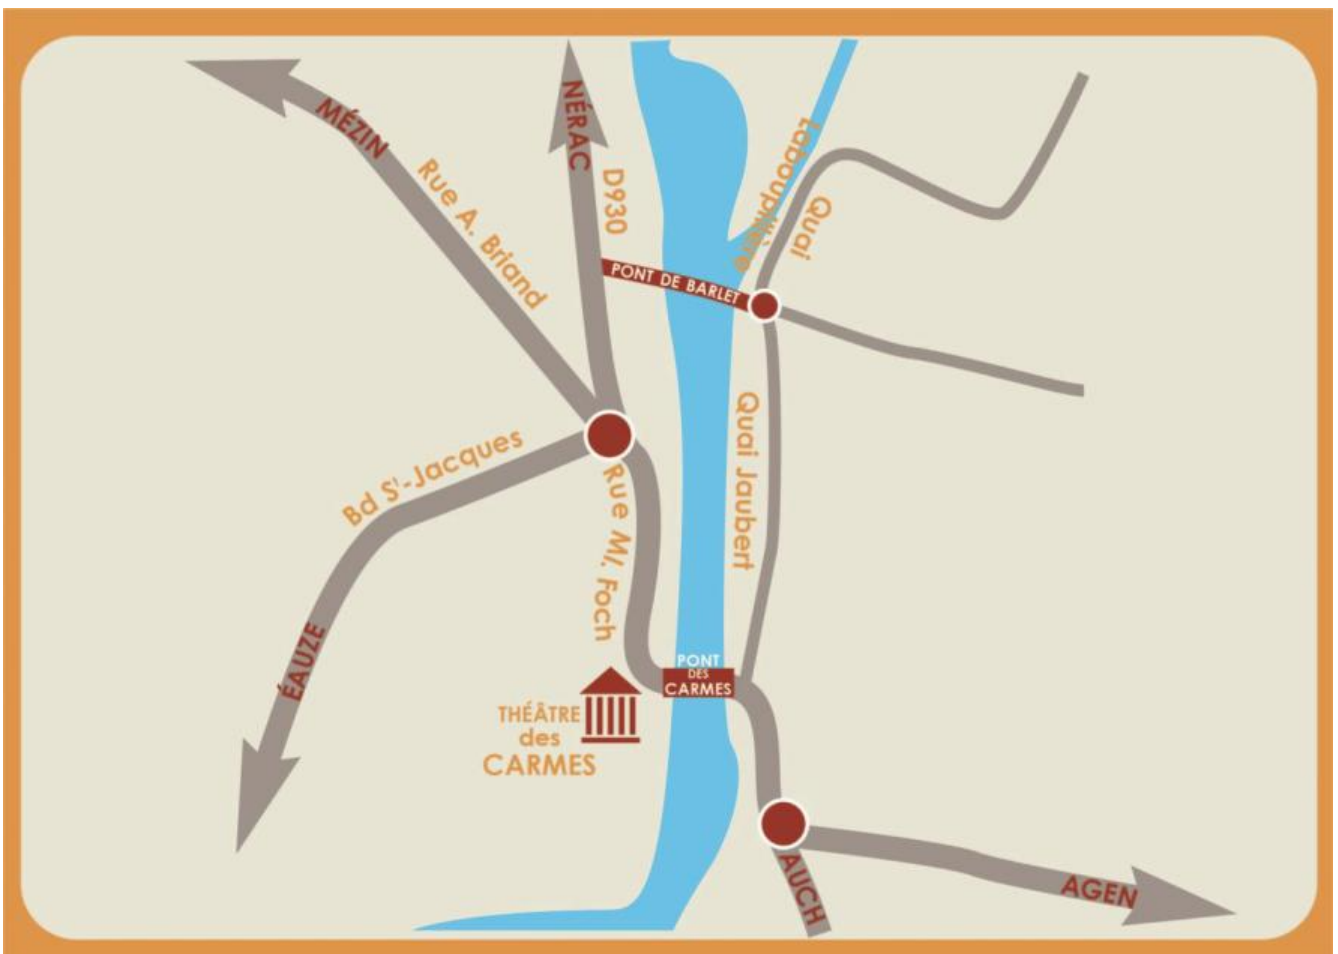 MÉZIN
NÉRAC
Rue A. Briand
D930
Quai
Laboupillière
PONT DE BARLET
Bd S'-Jacques
Rue Ml. Foch
Quai Jaubert
ÉAUZE
PONT
DES
CARMES
THÉÂTRE
des
CARMES
AUCH
AGEN